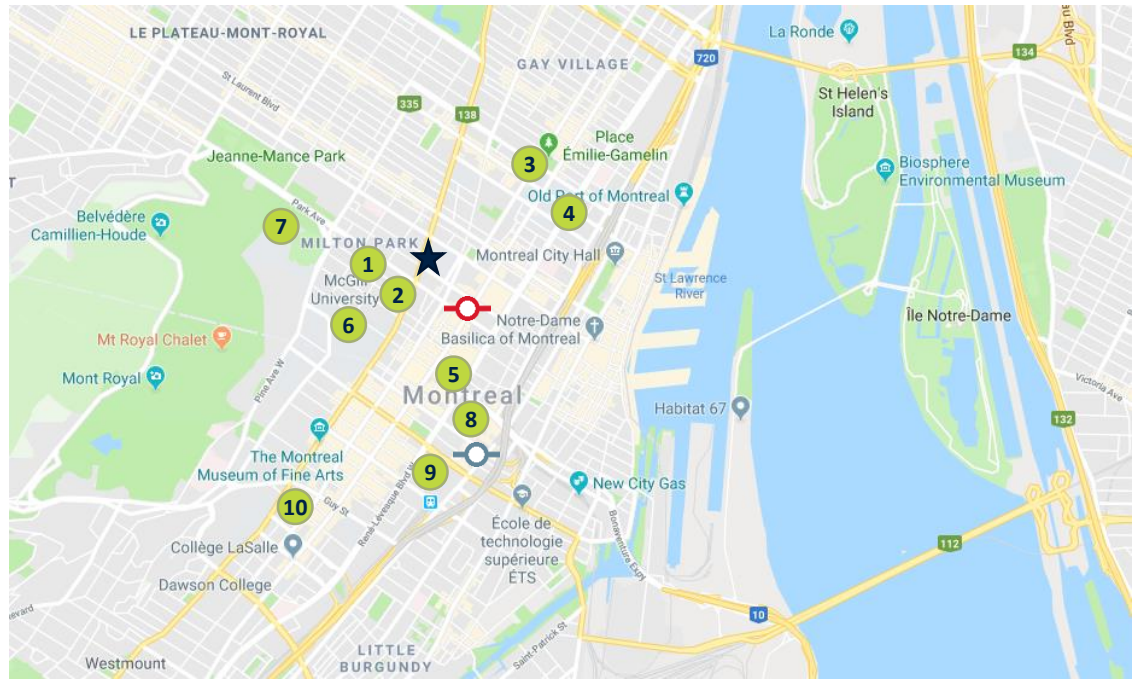 LE PLATEAU-MONT-ROYAL
St Laurent Blvd
335
138
GAY VILLAGE
720
La Ronde
134
St Helen's
Island
Place
Émilie-Gamelin
3
Jeanne-Mance Park
Biosphere
Environmental Museum
Old Port of Montreal
4
Park Ave
Belvédère
Camillien-Houde
7
MILTON PARK
1
Montreal City Hall
McGill
University
2
St Lawrence
River
6
Notre-Dame
Basilica of Montreal
Île Notre-Dame
Mt Royal Chalet
Mont Royal
Pine Ave W
5
Montreal
8
Habitat 67
Victoria Ave
132
The Montreal
Museum of Fine Arts
9
René-Lévesque Blvd W
New City Gas
10
Guy St
École de
technologie
supérieure
ÉTS
Bonaventure Expy
Collège LaSalle
112
Dawson College
10
Saint-Patrick St
LITTLE
BURGUNDY
Westmount